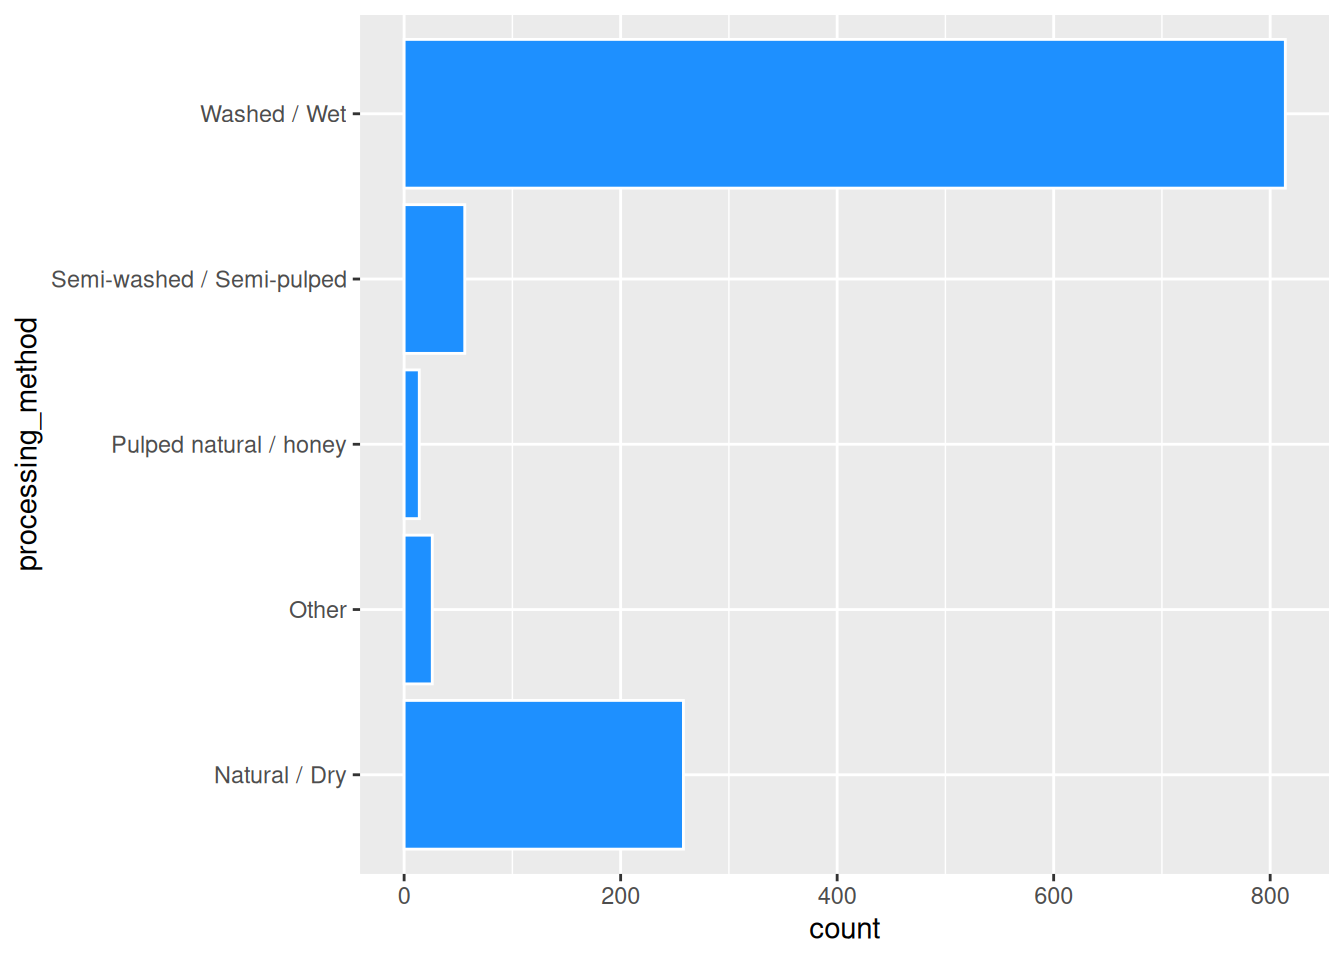 processing_method
Washed / Wet
Semi-washed / Semi-pulped
Pulped natural / honey
Other
Natural / Dry
0 200 400 600 800
count